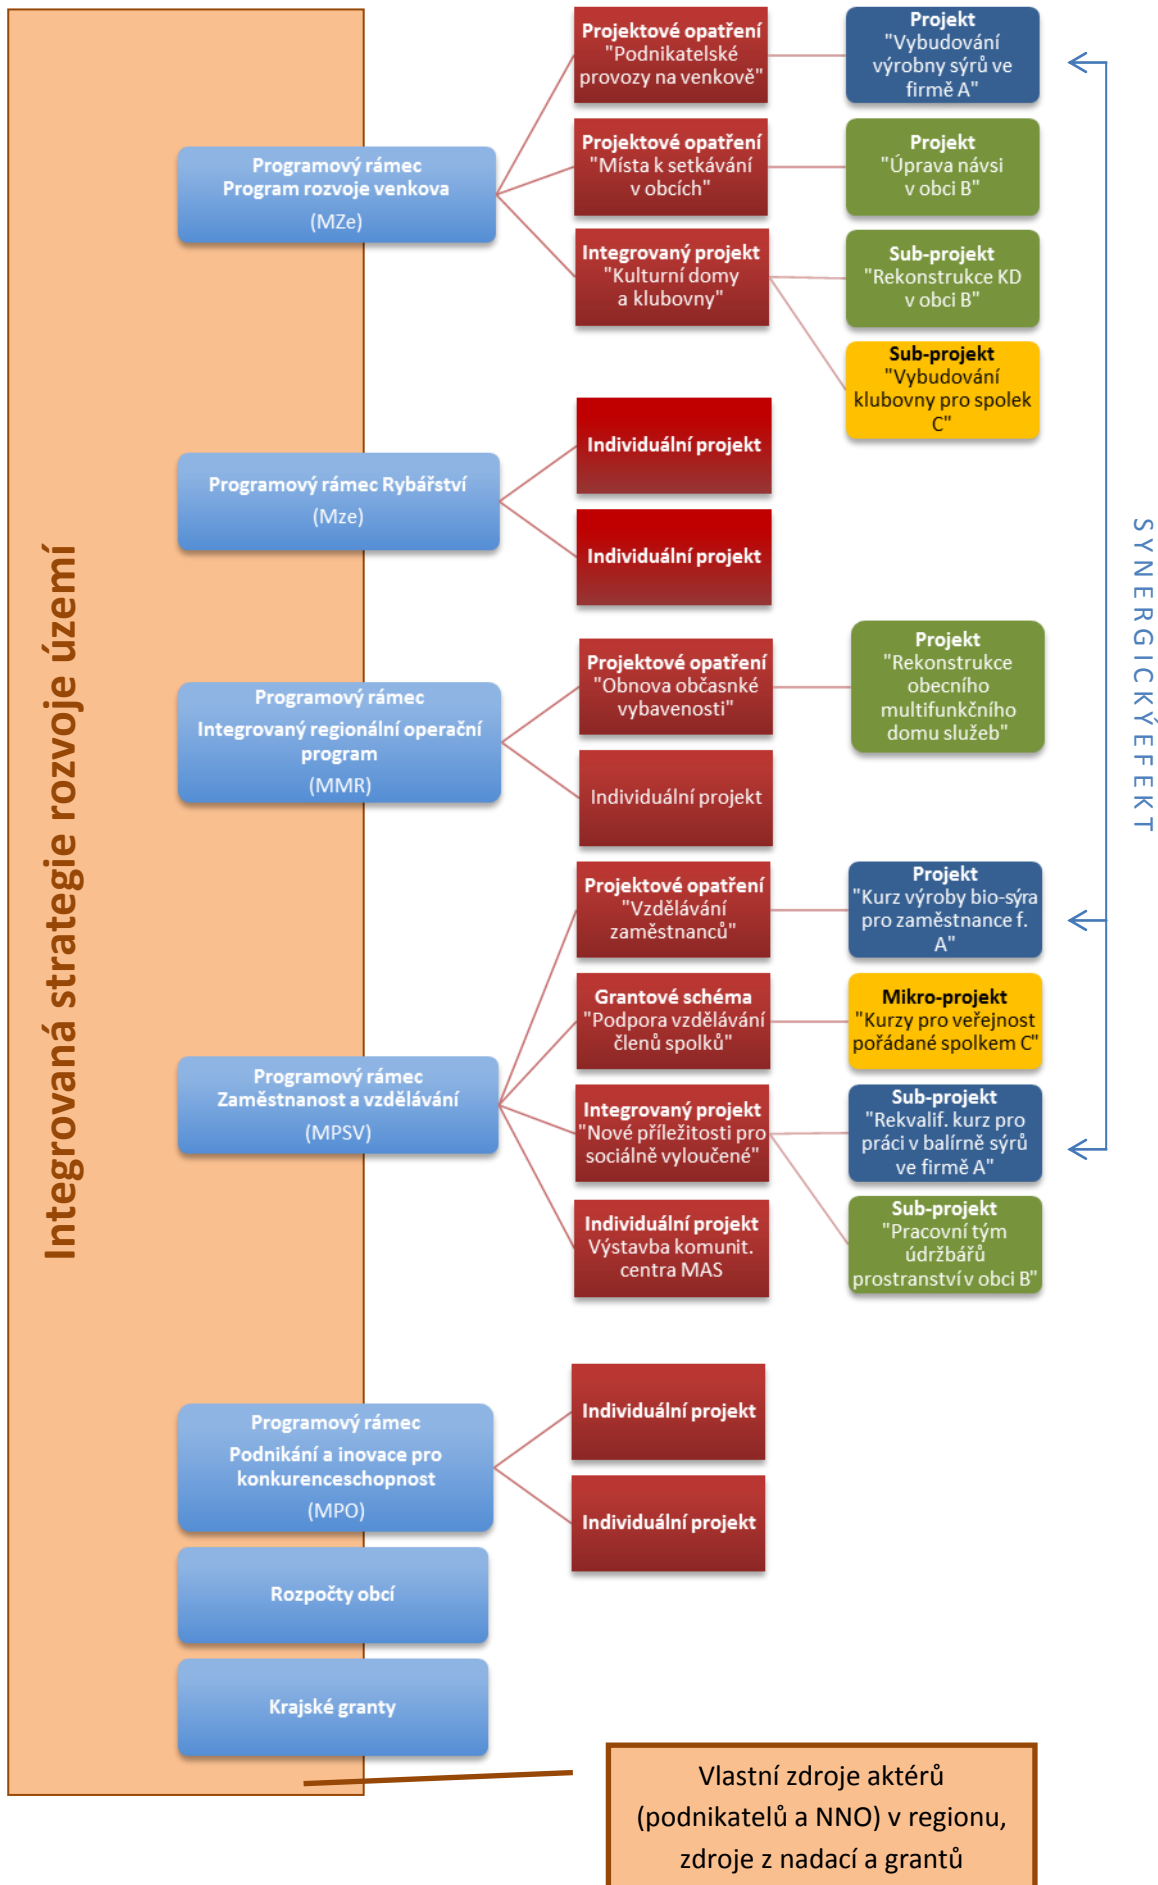 Integrovaná strategie rozvoje území
Programový rámec
Program rozvoje venkova
(MZe)
Projektové opatření
"Podnikatelské
provozy na venkově"
Projekt
"Vybudování
výrobny sýrů ve
firmě A"
Projektové opatření
"Místa k setkávání
v obcích"
Projekt
"Úprava návsi
v obci B"
Integrovaný projekt
"Kulturní domy
a klubovny"
Sub-projekt
"Rekonstrukce KD
v obci B"
Sub-projekt
"Vybudování
klubovny pro spolek
C"
Programový rámec Rybářství
(Mze)
Individuální projekt
Individuální projekt
Programový rámec
Integrovaný regionální operační
program
(MMR)
Projektové opatření
"Obnova občasnké
vybavenosti"
Projekt
"Rekonstrukce
obecního
multifunkčního
domu služeb"
Individuální projekt
Programový rámec
Zaměstnanost a vzdělávání
(MPSV)
Projektové opatření
"Vzdělávání
zaměstnanců"
Projekt
"Kurz výroby bio-sýra
pro zaměstnance f.
A"
Grantové schéma
"Podpora vzdělávání
členů spolků"
Mikro-projekt
"Kurzy pro veřejnost
pořádané spolkem C"
Integrovaný projekt
"Nové příležitosti pro
sociálně vyloučené"
Sub-projekt
"Rekvalif. kurz pro
práci v balírně sýrů
ve firmě A"
Sub-projekt
"Pracovní tým
údržbářů
prostranství v obci B"
Individuální projekt
Výstavba komunit.
centra MAS
SYNERGICKÝ EFEKT
Programový rámec
Podnikání a inovace pro
konkurenceschopnost
(MPO)
Individuální projekt
Individuální projekt
Rozpočty obcí
Krajské granty
Vlastní zdroje aktérů
(podnikatelů a NNO) v regionu,
zdroje z nadací a grantů